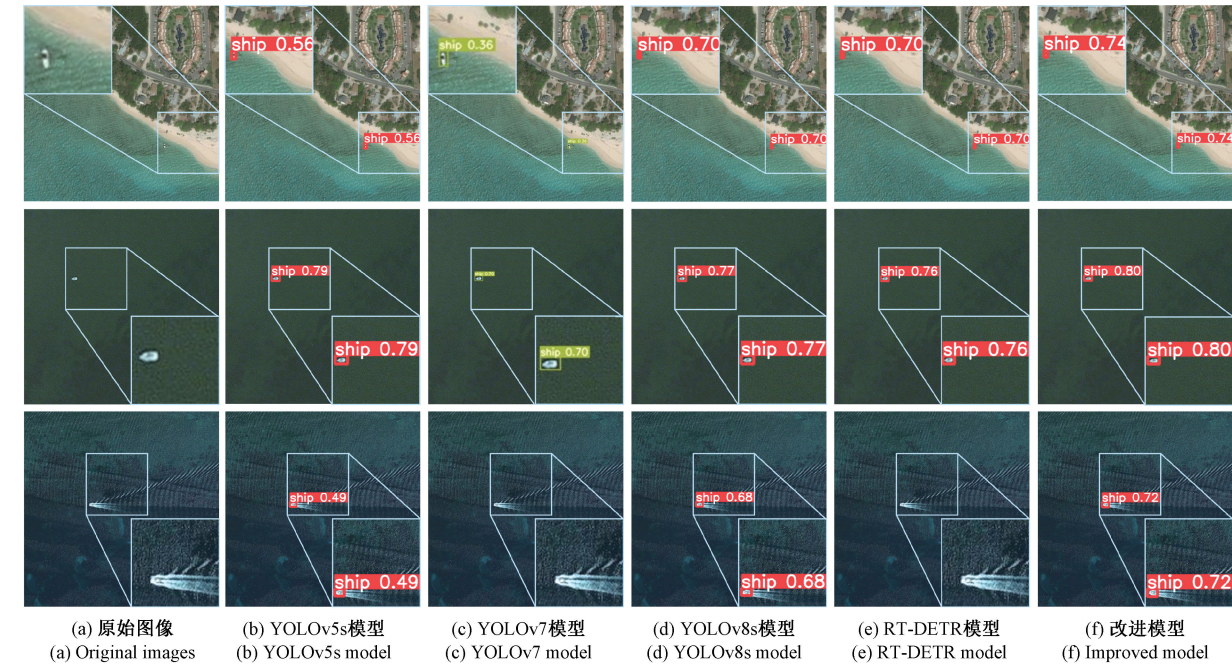 ship 0.56
ship 0.36
ship 0.70
ship 0.70
ship 0.74
ship 0.56
ship 0.70
ship 0.70
ship 0.74
ship 0.79
ship 0.70
ship 0.77
ship 0.76
ship 0.80
ship 0.79
ship 0.70
ship 0.77
ship 0.76
ship 0.80
ship 0.49
ship 0.68
ship 0.72
ship 0.49
ship 0.68
ship 0.72
(a) 原始图像
(b) YOLOv5s模型
(c) YOLOv7模型
(d) YOLOv8s模型
(e) RT-DETR模型
(f) 改进模型
(a) Original images
(b) YOLOv5s model
(c) YOLOv7 model
(d) YOLOv8s model
(e) RT-DETR model
(f) Improved model